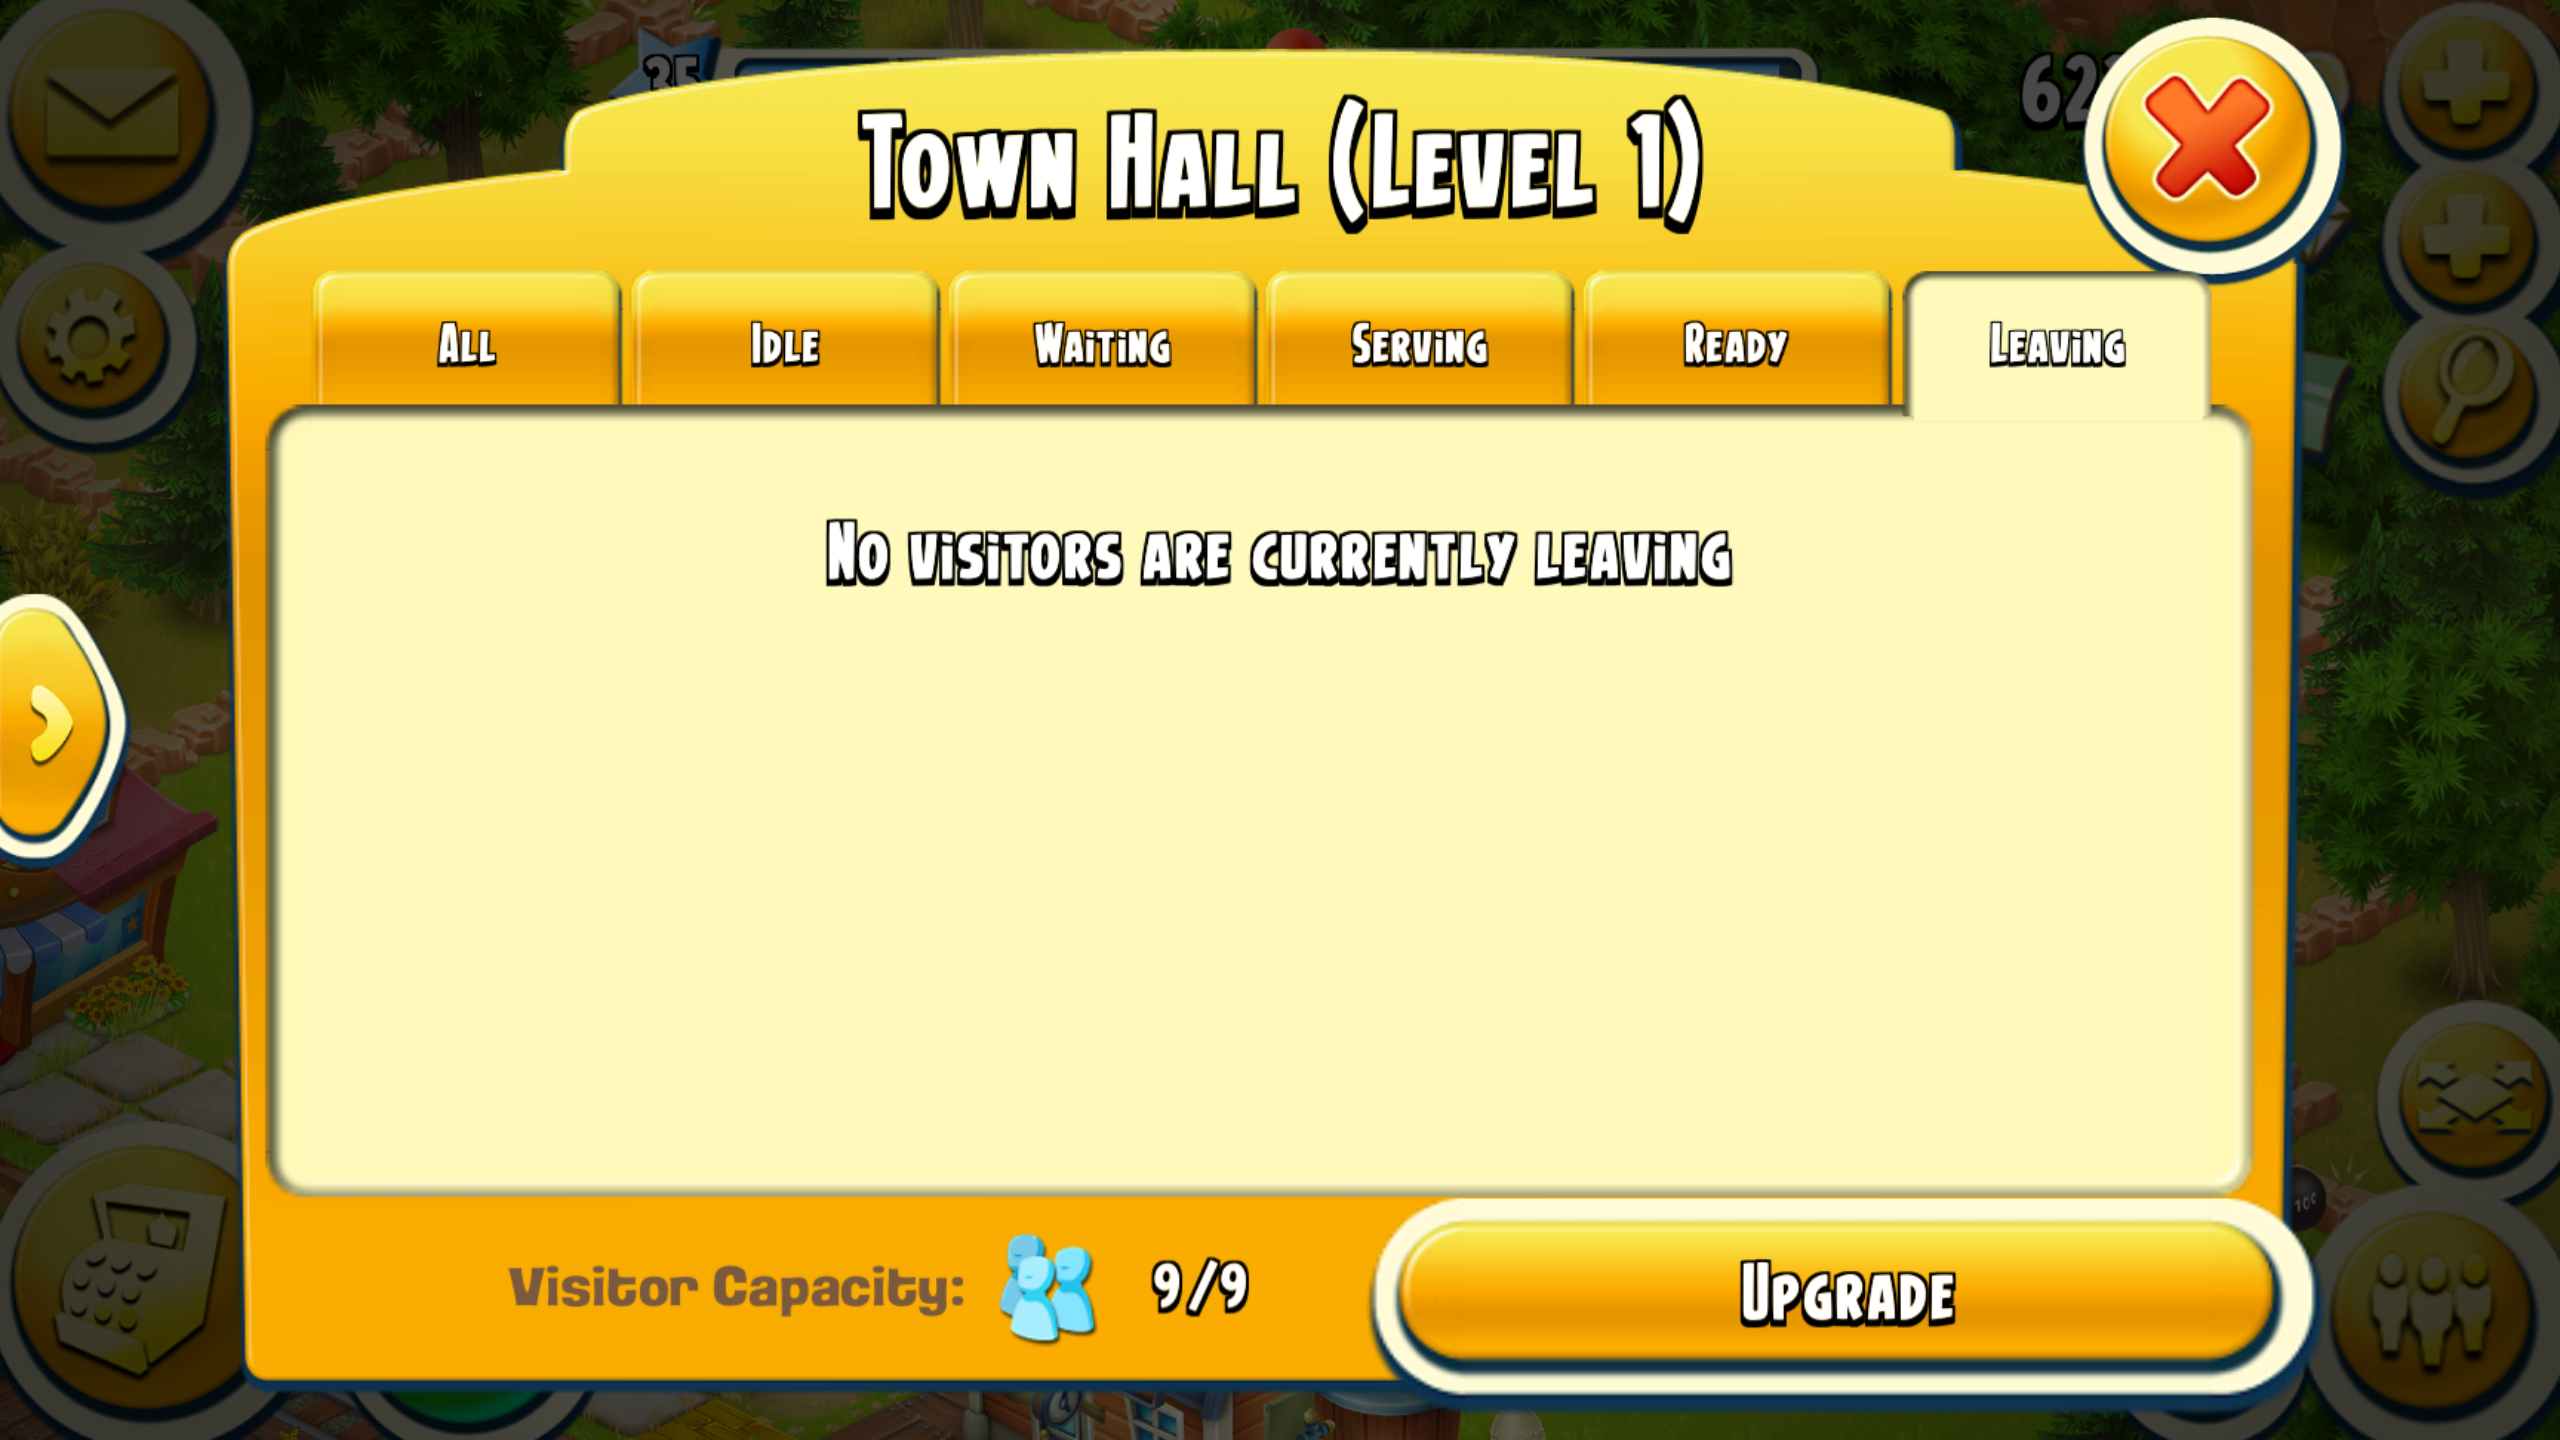 35
Town Hall (Level 1)
All
Idle
Waiting
Serving
Ready
Leaving
No visitors are currently leaving
Visitor Capacity:
9/9
Upgrade